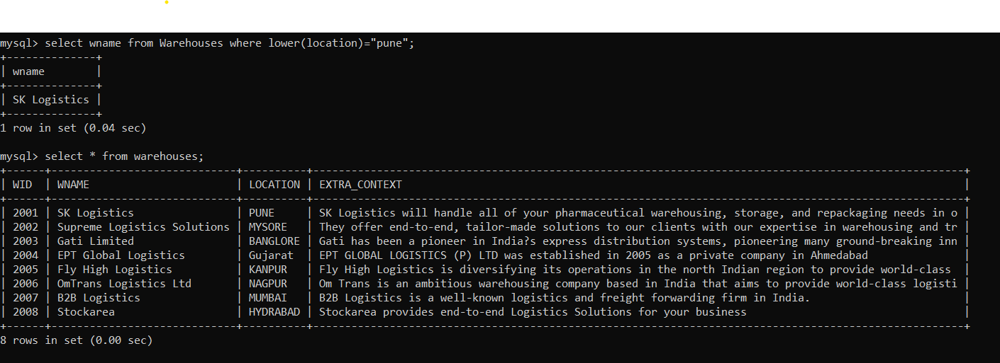 mysql> select wname from Warehouses where lower(location)="pune";
+--------------+
| wname        |
+--------------+
| SK Logistics |
+--------------+
1 row in set (0.04 sec)
mysql> select * from warehouses;
+------+-----------------------------+----------+------------------------------------------------------------------------------------------------------+
| WID  | WNAME                       | LOCATION | EXTRA_CONTEXT                                                                                        |
+------+-----------------------------+----------+------------------------------------------------------------------------------------------------------+
| 2001 | SK Logistics                | PUNE     | SK Logistics will handle all of your pharmaceutical warehousing, storage, and repackaging needs in o |
| 2002 | Supreme Logistics Solutions | MYSORE   | They offer end-to-end, tailor-made solutions to our clients with our expertise in warehousing and tr |
| 2003 | Gati Limited                | BANGLORE | Gati has been a pioneer in India?s express distribution systems, pioneering many ground-breaking inn |
| 2004 | EPT Global Logistics        | Gujarat  | EPT GLOBAL LOGISTICS (P) LTD was established in 2005 as a private company in Ahmedabad               |
| 2005 | Fly High Logistics          | KANPUR   | Fly High Logistics is diversifying its operations in the north Indian region to provide world-class  |
| 2006 | OmTrans Logistics Ltd       | NAGPUR   | Om Trans is an ambitious warehousing company based in India that aims to provide world-class logisti |
| 2007 | B2B Logistics               | MUMBAI   | B2B Logistics is a well-known logistics and freight forwarding firm in India.                        |
| 2008 | Stockarea                   | HYDRABAD | Stockarea provides end-to-end Logistics Solutions for your business                                  |
+------+-----------------------------+----------+------------------------------------------------------------------------------------------------------+
8 rows in set (0.00 sec)